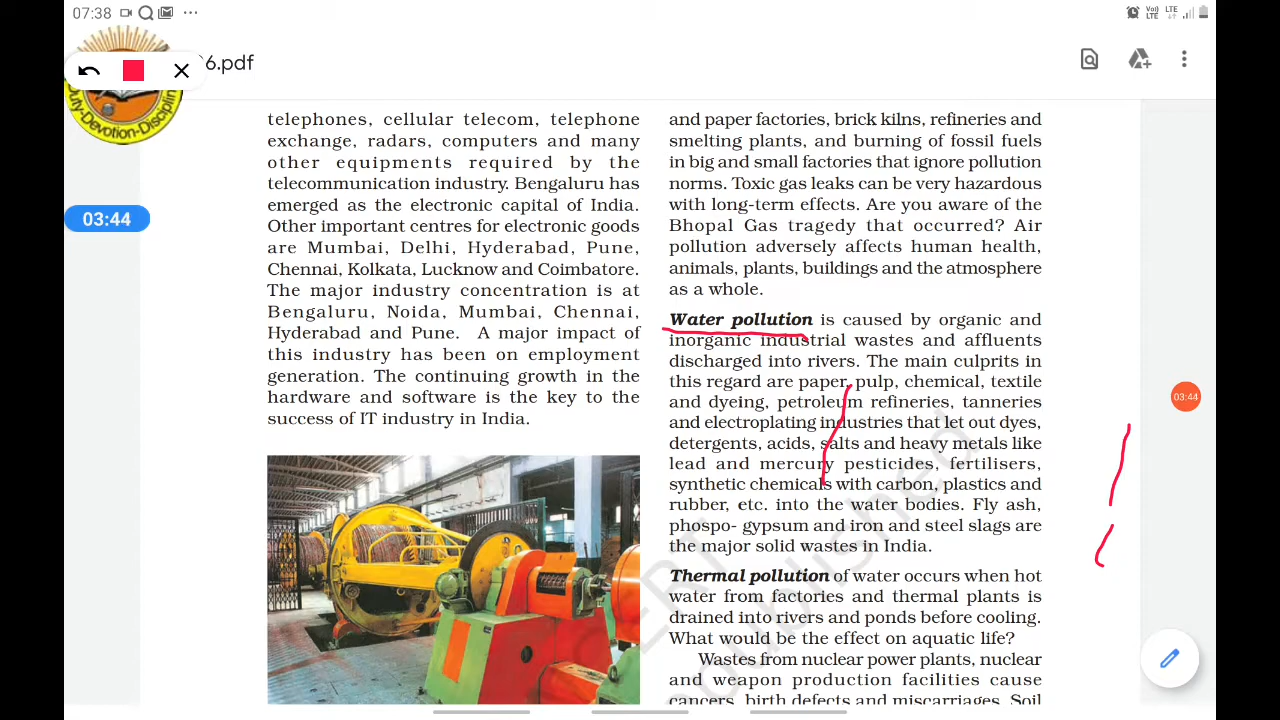 07:38
Vo)
LTE
LTE
6.pdf
Duty-Devotion-Disciplin
03:44
telephones, cellular telecom, telephone
exchange, radars, computers and many
other equipments required by the
telecommunication industry. Bengaluru has
emerged as the electronic capital of India.
Other important centres for electronic goods
are Mumbai, Delhi, Hyderabad, Pune,
Chennai, Kolkata, Lucknow and Coimbatore.
The major industry concentration is at
Bengaluru, Noida, Mumbai, Chennai,
Hyderabad and Pune. A major impact of
this industry has been on employment
generation. The continuing growth in the
hardware and software is the key to the
success of IT industry in India.
and paper factories, brick kilns, refineries and
smelting plants, and burning of fossil fuels
in big and small factories that ignore pollution
norms. Toxic gas leaks can be very hazardous
with long-term effects. Are you aware of the
Bhopal Gas tragedy that occurred? Air
pollution adversely affects human health,
animals, plants, buildings and the atmosphere
as a whole.
Water pollution is caused by organic and
inorganic industrial wastes and affluents
discharged into rivers. The main culprits in
this regard are paper, pulp, chemical, textile
and dyeing, petroleum refineries, tanneries
and electroplating industries that let out dyes,
detergents, acids, salts and heavy metals like
lead and mercury pesticides, fertilisers,
synthetic chemicals with carbon, plastics and
rubber, etc. into the water bodies. Fly ash,
phospo- gypsum and iron and steel slags are
the major solid wastes in India.
Thermal pollution of water occurs when hot
water from factories and thermal plants is
drained into rivers and ponds before cooling.
What would be the effect on aquatic life?
Wastes from nuclear power plants, nuclear
and weapon production facilities cause
cancers, birth defects and miscarriages. Soil
03:44